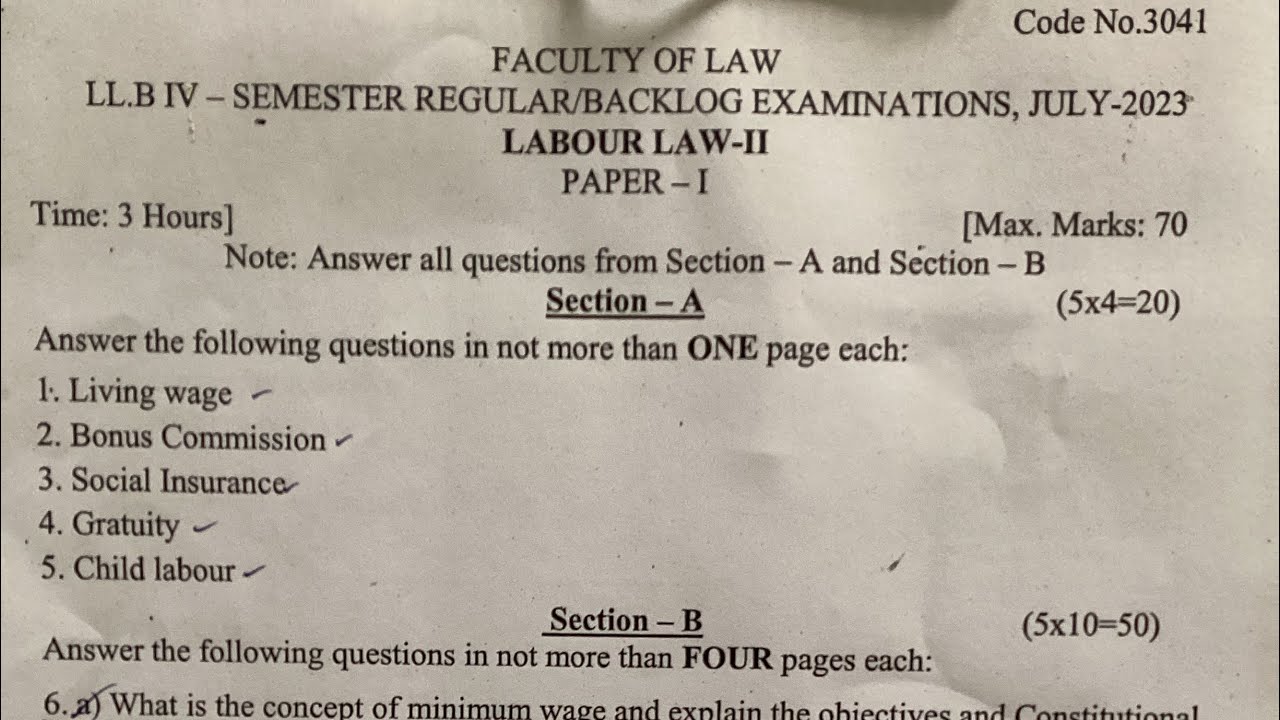 Code No.3041
FACULTY OF LAW
LL.B IV – SEMESTER REGULAR/BACKLOG EXAMINATIONS, JULY-2023
LABOUR LAW-II
PAPER – I
Time: 3 Hours] [Max. Marks: 70
Note: Answer all questions from Section – A and Section – B
Section – A (5x4=20)
Answer the following questions in not more than ONE page each:
1. Living wage
2. Bonus Commission
3. Social Insurance
4. Gratuity
5. Child labour
Section – B (5x10=50)
Answer the following questions in not more than FOUR pages each:
6. a) What is the concept of minimum wage and explain the objectives and Constitutional